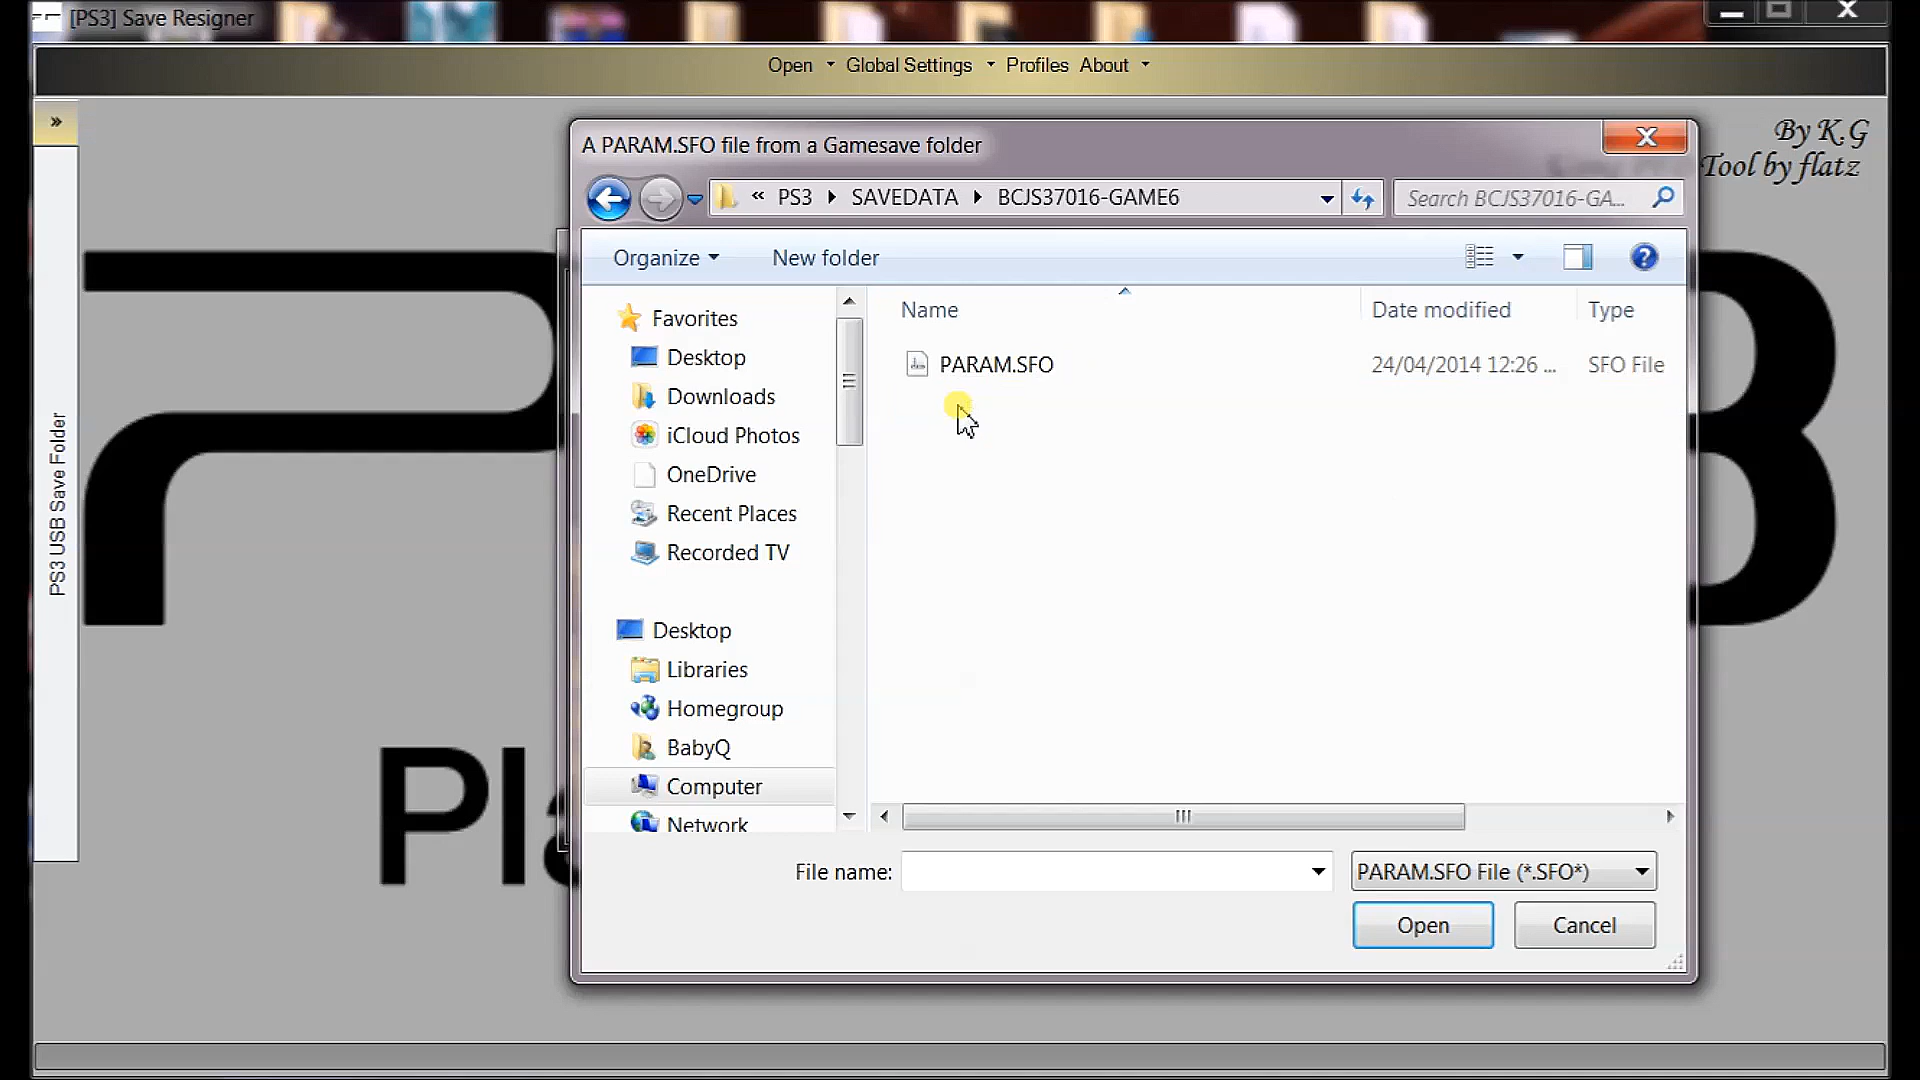 [PS3] Save Resigner
Open Global Settings Profiles About
»
By K.G
Tool by flatz
PS3 USB Save Folder
A PARAM.SFO file from a Gamesave folder
« PS3 SAVEDATA BCJS37016-GAME6
Search BCJS37016-GA...
Organize New folder
Name Date modified Type
PARAM.SFO 24/04/2014 12:26 ... SFO File
Favorites
Desktop
Downloads
iCloud Photos
OneDrive
Recent Places
Recorded TV
Desktop
Libraries
Homegroup
BabyQ
Computer
Network
File name:
PARAM.SFO File (*.SFO*)
Open Cancel